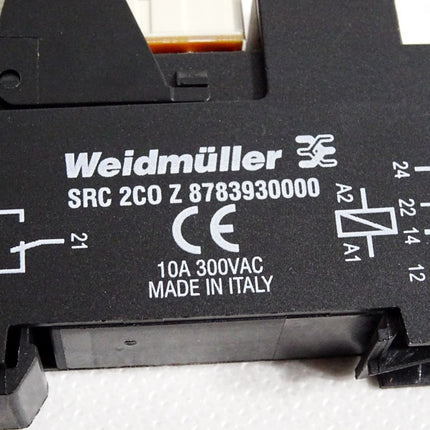 Weidmüller
SRC 2CO Z 8783930000
CE
10A 300VAC
MADE IN ITALY
21
A2
A1
24
22
14
12